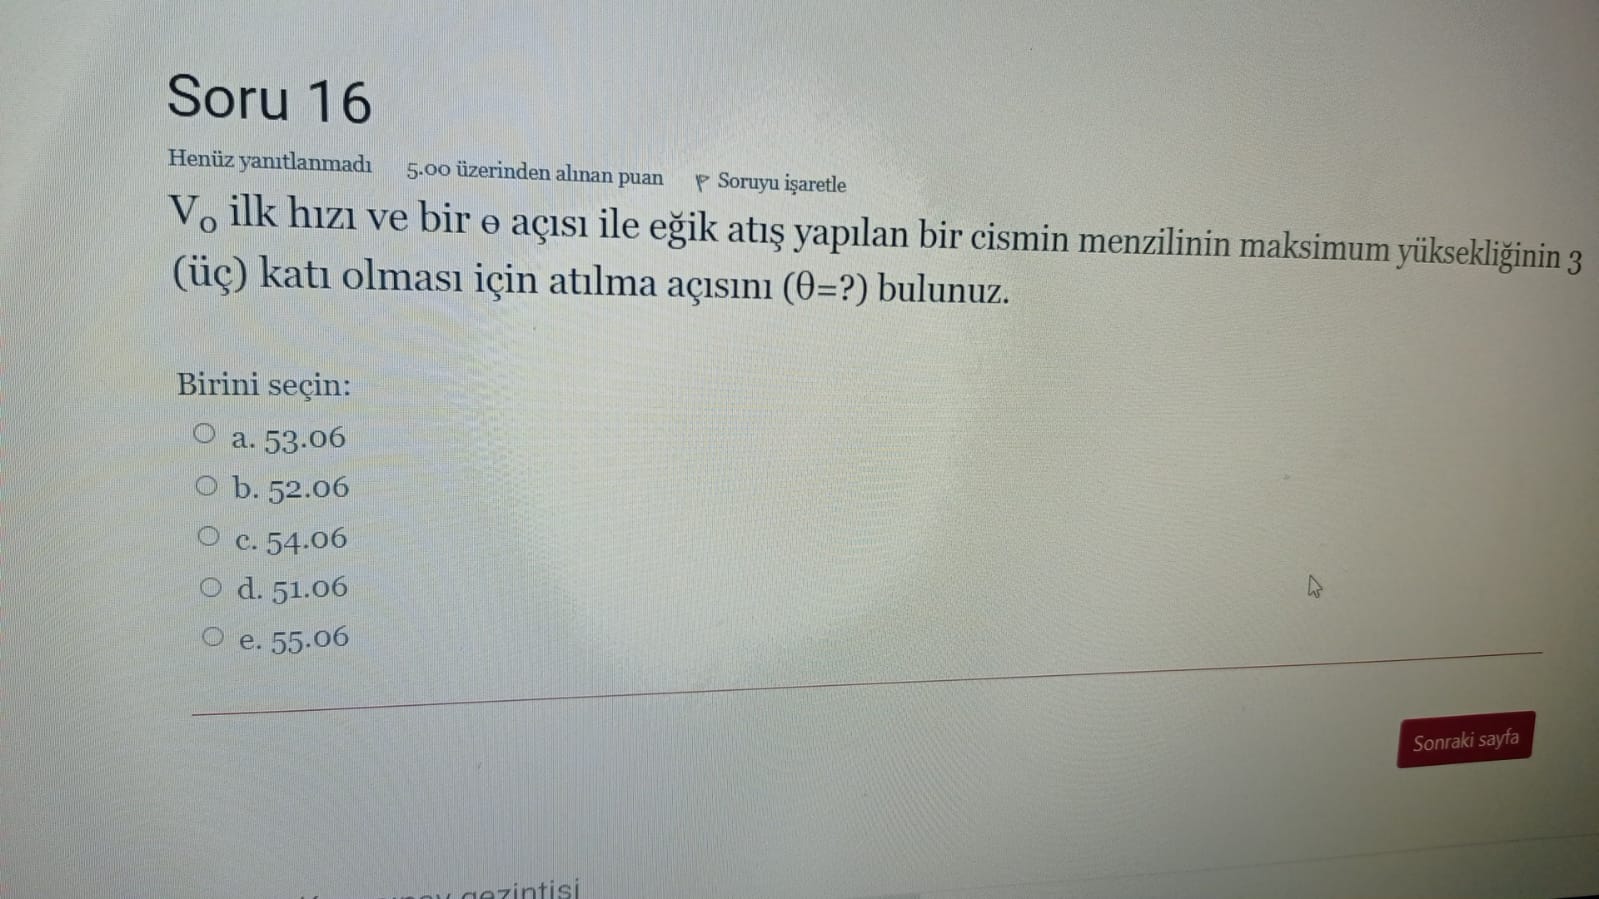 Soru 16
Henüz yanıtlanmadı 5.00 üzerinden alınan puan Soruyu işaretle
V₀ ilk hızı ve bir ɵ açısı ile eğik atış yapılan bir cismin menzilinin maksimum yüksekliğinin 3
(üç) katı olması için atılma açısını (θ=?) bulunuz.
Birini seçin:
a. 53.06
b. 52.06
c. 54.06
d. 51.06
e. 55.06
Sonraki sayfa
gezintisi